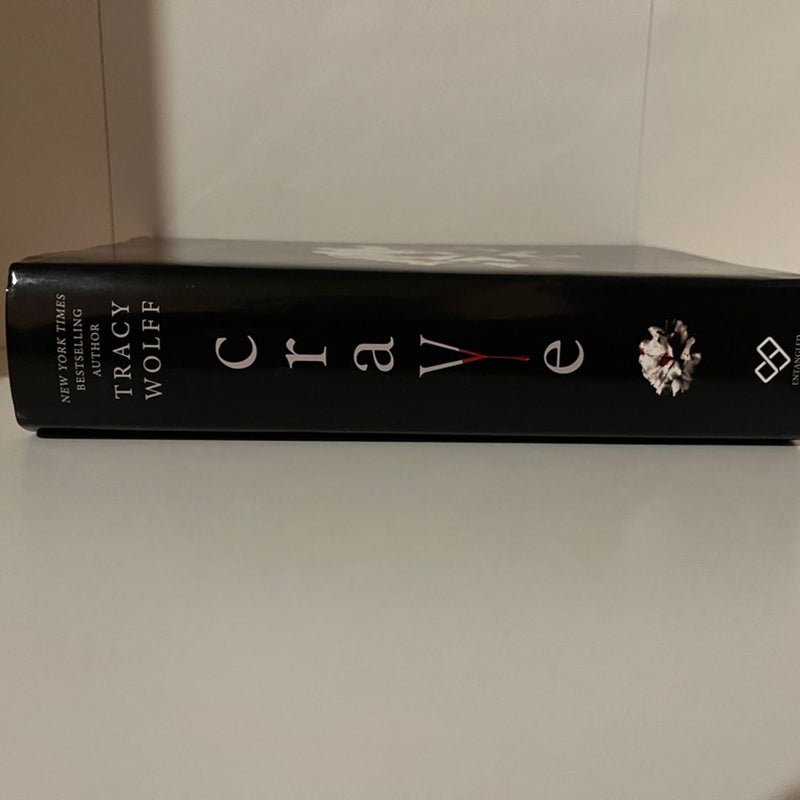 NEW YORK TIMES
BESTSELLING
AUTHOR
TRACY
WOLFF
crave
ENTANGLED